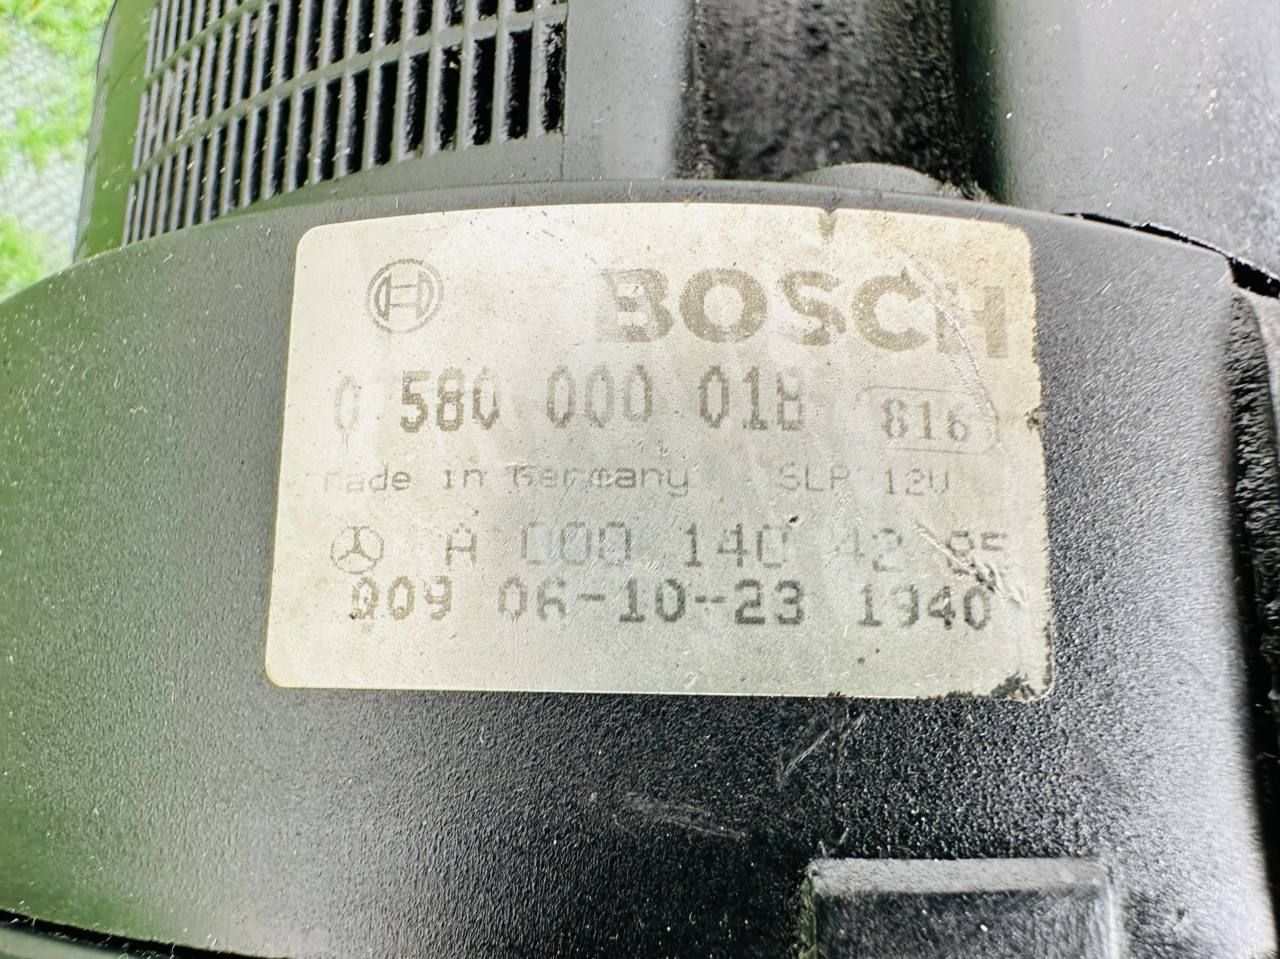 BOSCH
0 580 000 018 816
made in Germany SLP 12V
A 000 140 42 85
009 06-10-23 1940